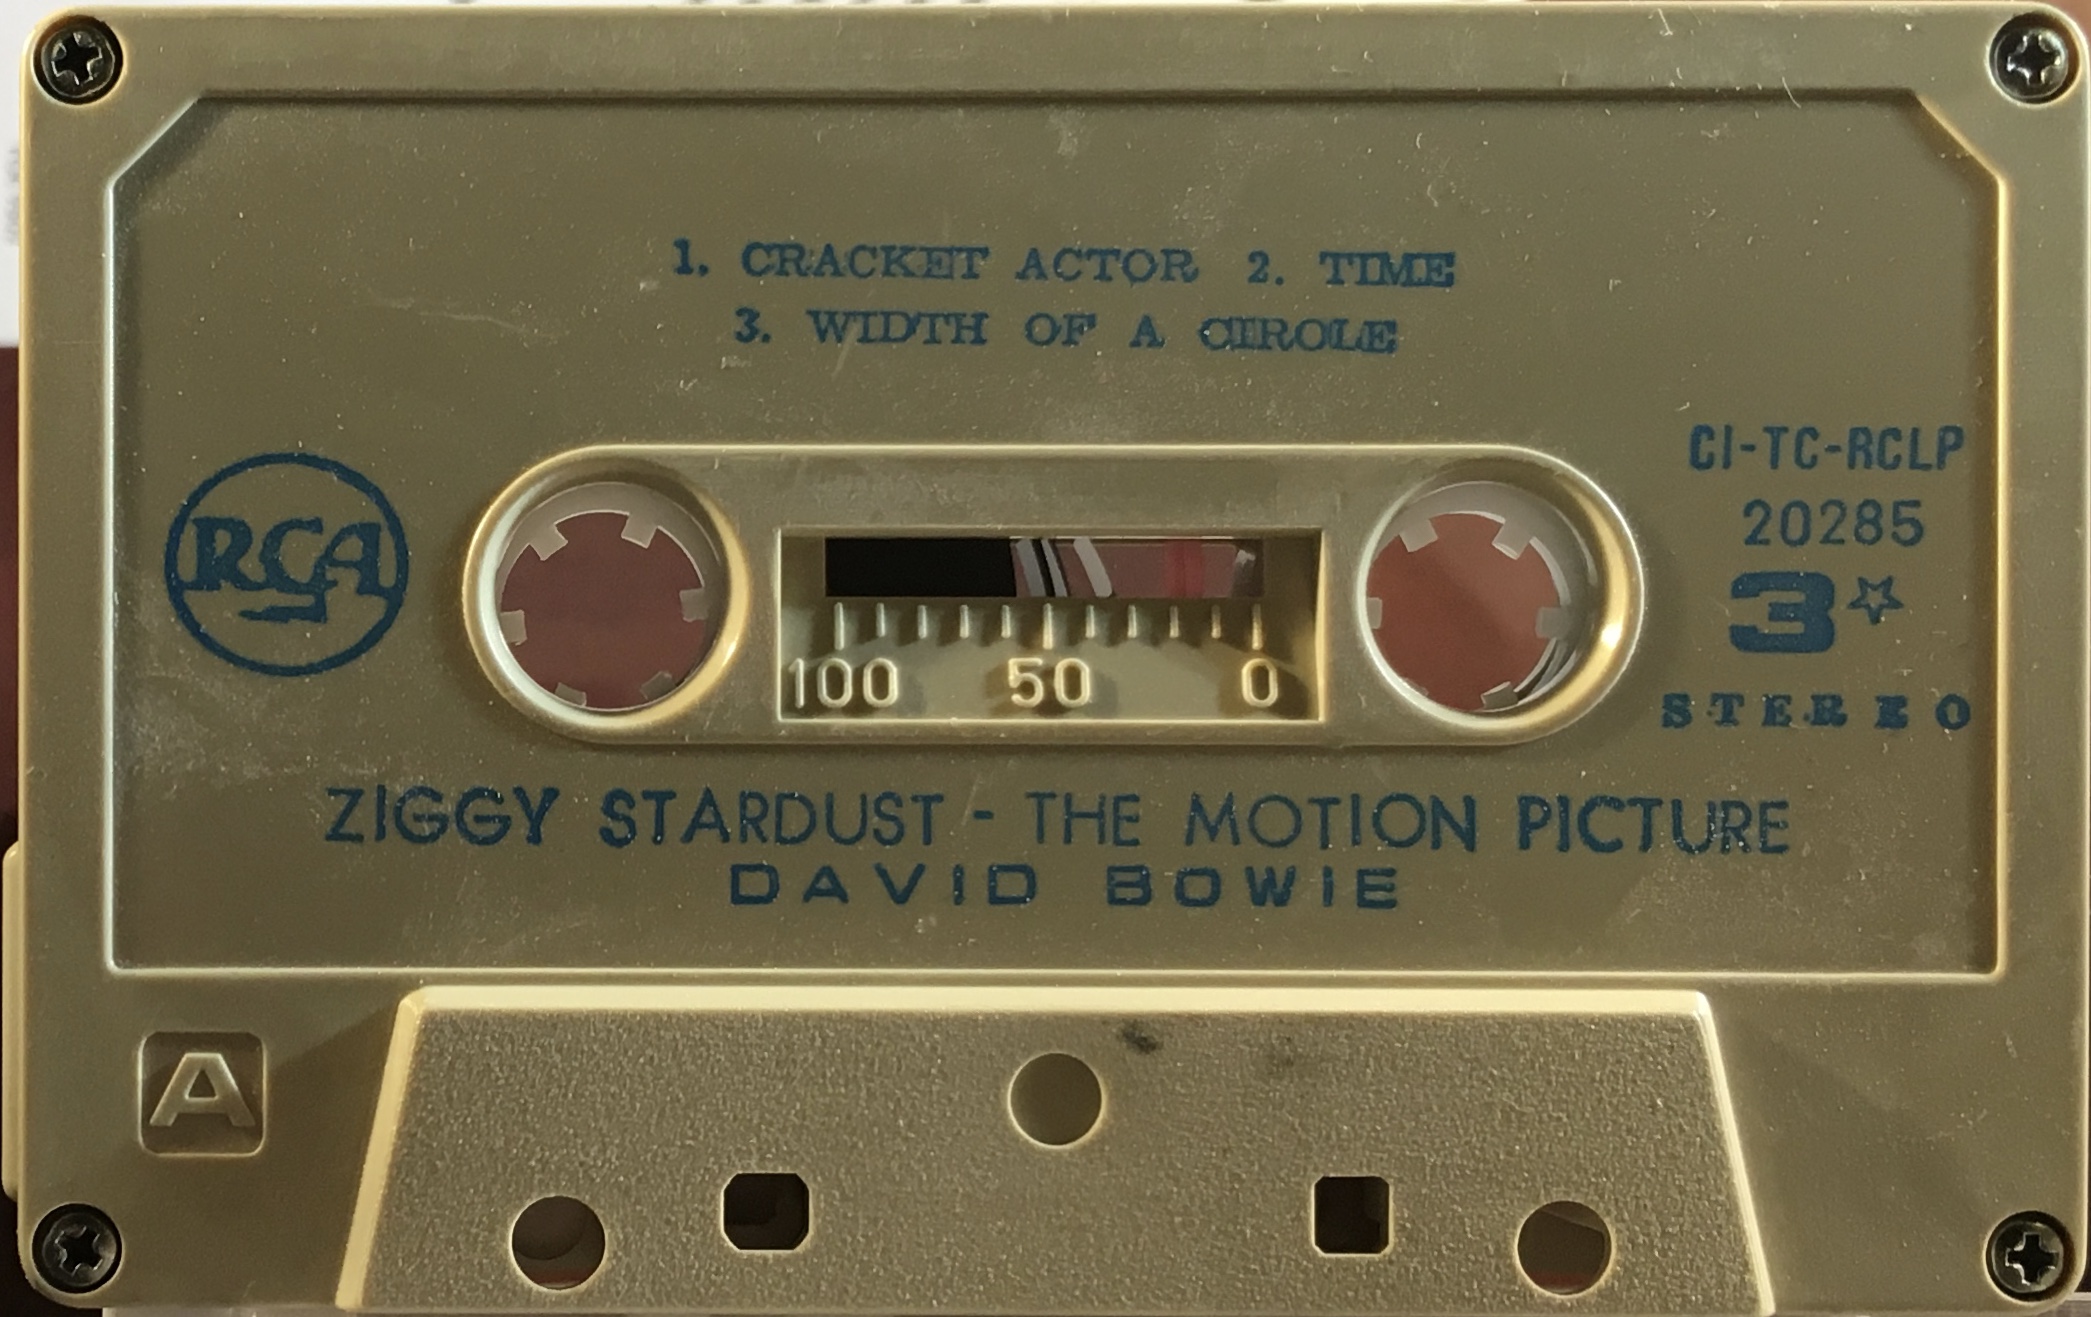 1. CRACKET ACTOR 2. TIME
3. WIDTH OF A CIROLE
RCA
CI-TC-RCLP
20285
3☆
STEREO
100 50 0
ZIGGY STARDUST - THE MOTION PICTURE
DAVID BOWIE
A